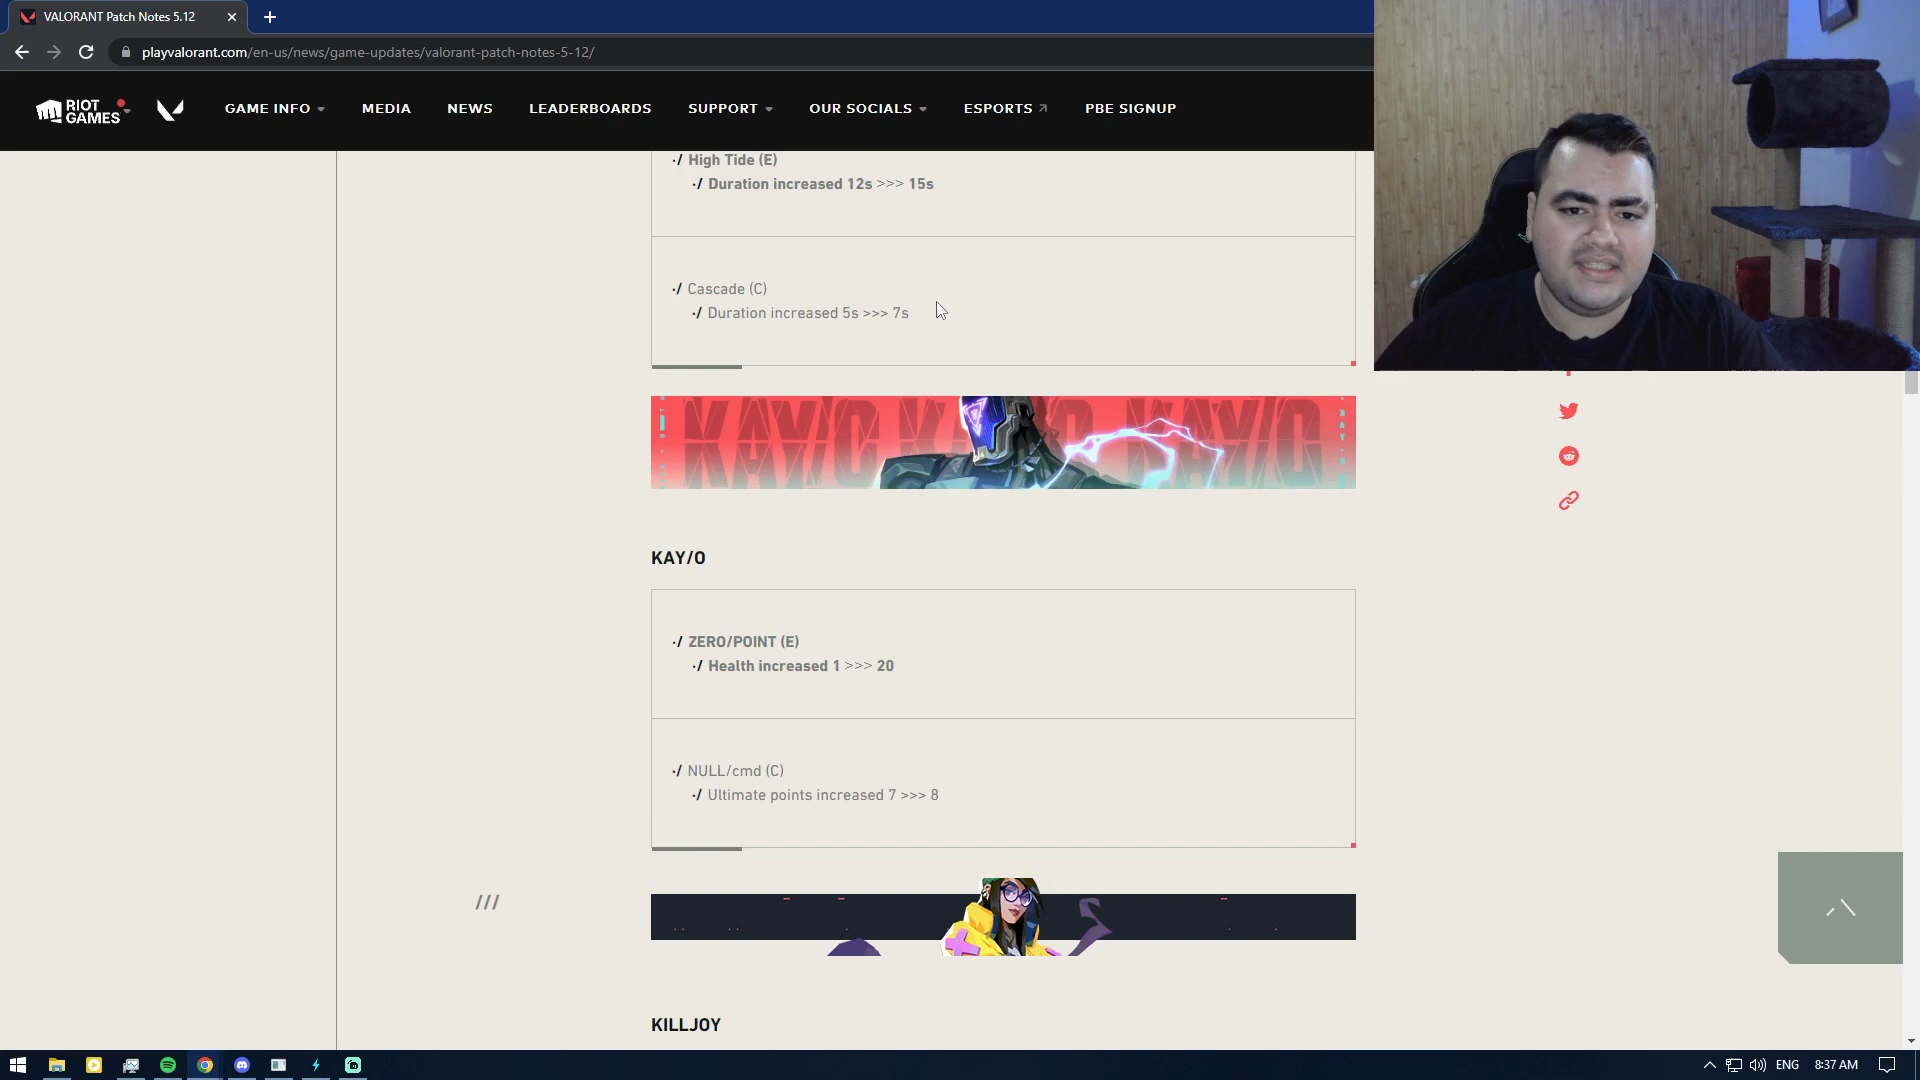 VALORANT Patch Notes 5.12
playvalorant.com/en-us/news/game-updates/valorant-patch-notes-5-12/
RIOT GAMES
GAME INFO
MEDIA
NEWS
LEADERBOARDS
SUPPORT
OUR SOCIALS
ESPORTS
PBE SIGNUP
·/ High Tide (E)
·/ Duration increased 12s >>> 15s
·/ Cascade (C)
·/ Duration increased 5s >>> 7s
KAY/O KAY/O KAY/O
KAY/O
·/ ZERO/POINT (E)
·/ Health increased 1 >>> 20
·/ NULL/cmd (C)
·/ Ultimate points increased 7 >>> 8
///
KILLJOY
ENG
8:37 AM